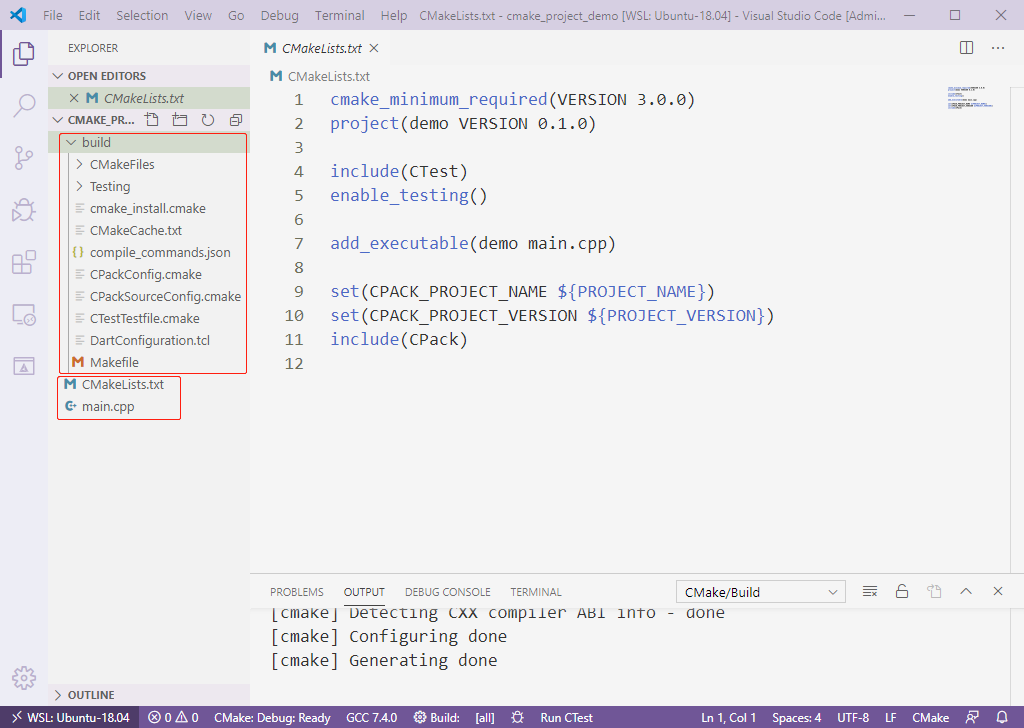 File Edit Selection View Go Debug Terminal Help CMakeLists.txt - cmake_project_demo [WSL: Ubuntu-18.04] - Visual Studio Code [Admi...
EXPLORER
OPEN EDITORS
CMakeLists.txt
CMAKE_PR...
build
CMakeFiles
Testing
cmake_install.cmake
CMakeCache.txt
{} compile_commands.json
CPackConfig.cmake
CPackSourceConfig.cmake
CTestTestfile.cmake
DartConfiguration.tcl
M Makefile
M CMakeLists.txt
main.cpp
OUTLINE
M CMakeLists.txt
M CMakeLists.txt
1 cmake_minimum_required(VERSION 3.0.0)
2 project(demo VERSION 0.1.0)
3
4 include(CTest)
5 enable_testing()
6
7 add_executable(demo main.cpp)
8
9 set(CPACK_PROJECT_NAME ${PROJECT_NAME})
10 set(CPACK_PROJECT_VERSION ${PROJECT_VERSION})
11 include(CPack)
12
PROBLEMS OUTPUT DEBUG CONSOLE TERMINAL CMake/Build
[cmake] Detecting CXX compiler ABI info - done
[cmake] Configuring done
[cmake] Generating done
WSL: Ubuntu-18.04 0 0 CMake: Debug: Ready GCC 7.4.0 Build: [all] Run CTest Ln 1, Col 1 Spaces: 4 UTF-8 LF CMake